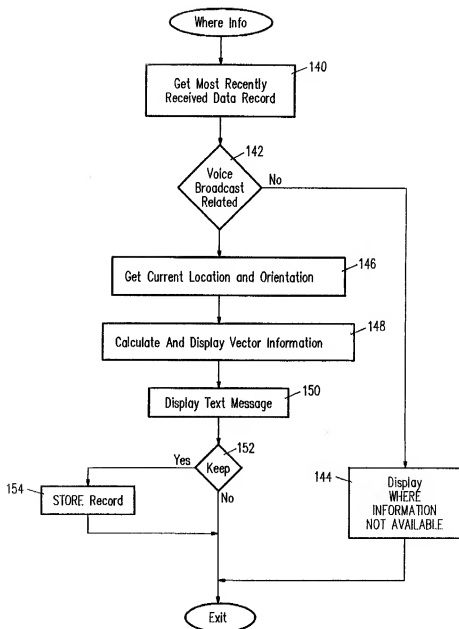 Where Info
140
Get Most Recently
Received Data Record
142
Voice
Broadcast
Related
No
146
Get Current Location and Orientation
148
Calculate And Display Vector Information
150
Display Text Message
152
Yes
Keep
154
STORE Record
No
144
Display
WHERE
INFORMATION
NOT AVAILABLE
Exit